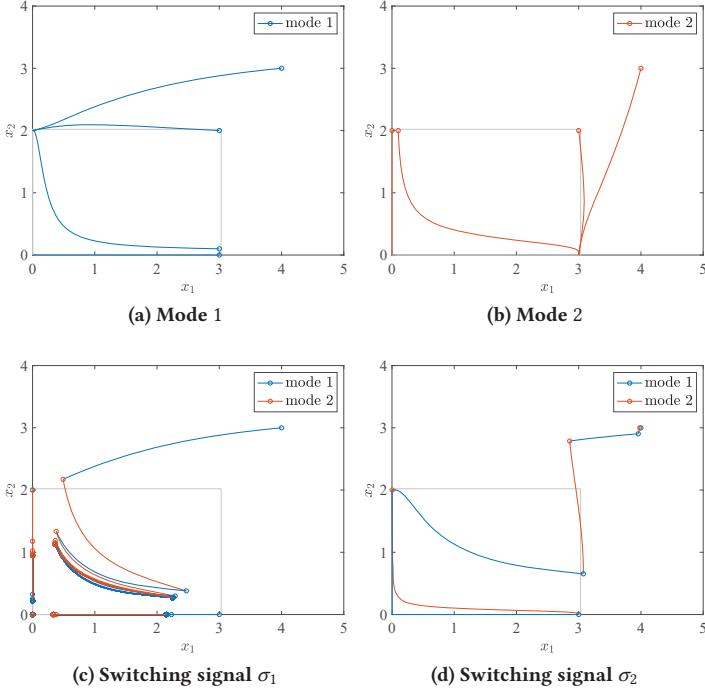 mode 1
4
3
2
1
0
x₂
0 1 2 3 4 5
x₁
(a) Mode 1
mode 2
4
3
2
1
0
x₂
0 1 2 3 4 5
x₁
(b) Mode 2
mode 1
mode 2
4
3
2
1
0
x₂
0 1 2 3 4 5
x₁
(c) Switching signal σ₁
mode 1
mode 2
4
3
2
1
0
x₂
0 1 2 3 4 5
x₁
(d) Switching signal σ₂